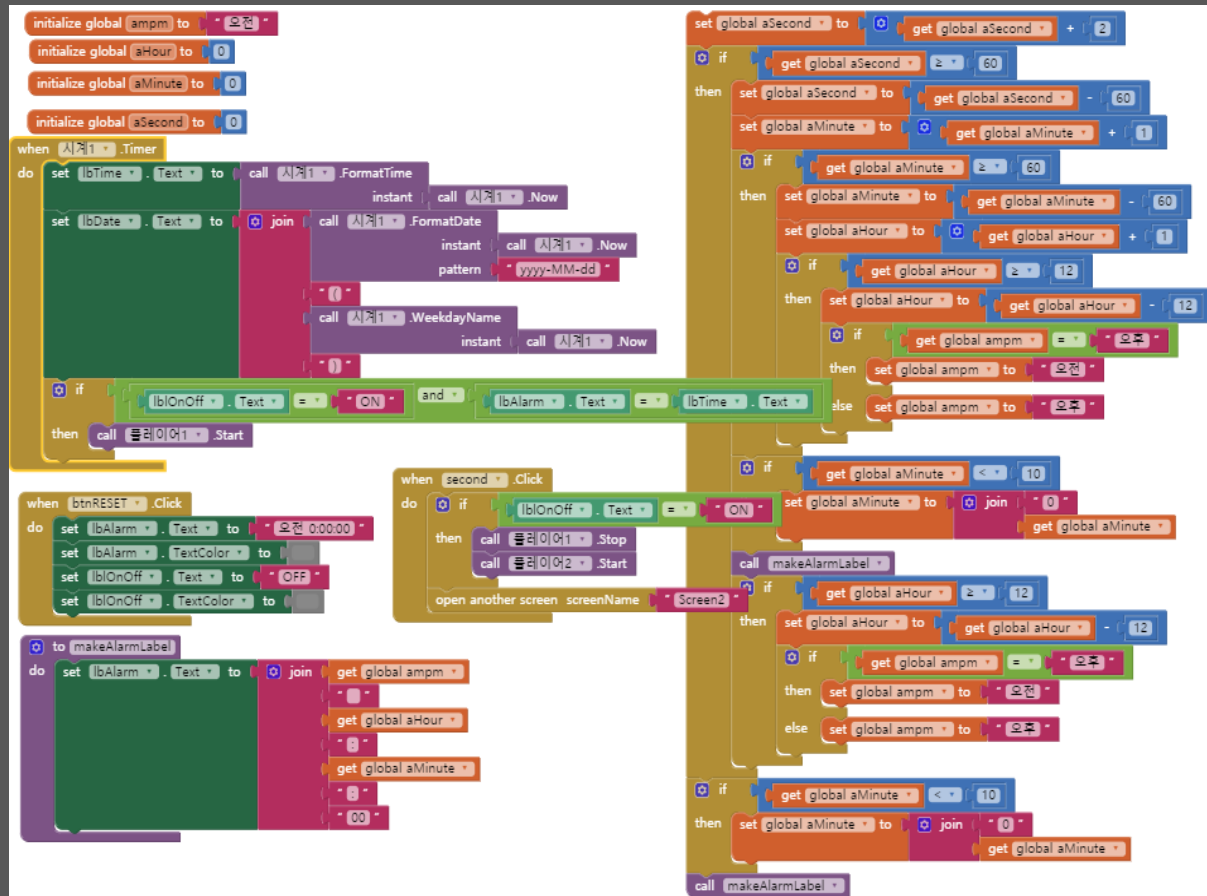 initialize global ampm to " 오전 "
initialize global aHour to 0
initialize global aMinute to 0
initialize global aSecond to 0
when 시계1 .Timer
do set lbTime . Text to call 시계1 .FormatTime
instant call 시계1 .Now
set lbDate . Text to join call 시계1 .FormatDate
instant call 시계1 .Now
pattern " yyyy-MM-dd "
" ( "
call 시계1 .WeekdayName
instant call 시계1 .Now
" ) "
if lblOnOff . Text = " ON " and lbAlarm . Text = lbTime . Text
then call 플레이어1 .Start
when btnRESET .Click
do set lbAlarm . Text to " 오전 0:00:00 "
set lbAlarm . TextColor to
set lblOnOff . Text to " OFF "
set lblOnOff . TextColor to
to makeAlarmLabel
do set lbAlarm . Text to join get global ampm
" "
get global aHour
" : "
get global aMinute
" : "
" 00 "
when second .Click
do if lblOnOff . Text = " ON "
then call 플레이어1 .Stop
call 플레이어2 .Start
open another screen screenName " Screen2 "
set global aSecond to get global aSecond + 2
if get global aSecond ≥ 60
then set global aSecond to get global aSecond - 60
set global aMinute to get global aMinute + 1
if get global aMinute ≥ 60
then set global aMinute to get global aMinute - 60
set global aHour to get global aHour + 1
if get global aHour ≥ 12
then set global aHour to get global aHour - 12
if get global ampm = " 오후 "
then set global ampm to " 오전 "
else set global ampm to " 오후 "
if get global aMinute < 10
set global aMinute to join " 0 "
get global aMinute
call makeAlarmLabel
if get global aHour ≥ 12
then set global aHour to get global aHour - 12
if get global ampm = " 오후 "
then set global ampm to " 오전 "
else set global ampm to " 오후 "
if get global aMinute < 10
then set global aMinute to join " 0 "
get global aMinute
call makeAlarmLabel